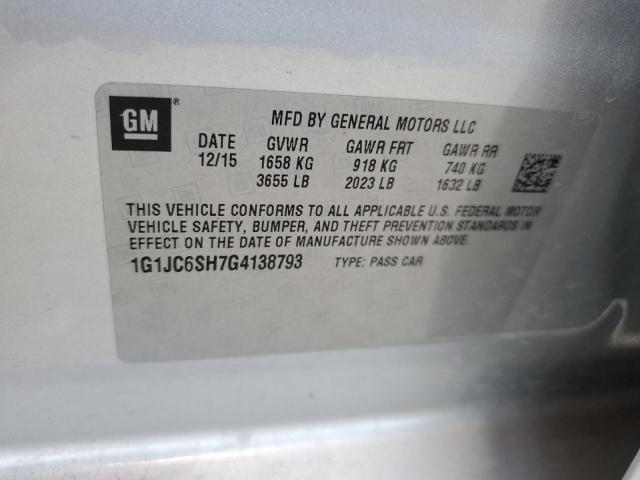 GM®
MFD BY GENERAL MOTORS LLC
DATE GVWR GAWR FRT GAWR RR
12/15 1658 KG 918 KG 740 KG
3655 LB 2023 LB 1632 LB
THIS VEHICLE CONFORMS TO ALL APPLICABLE U.S. FEDERAL MOTOR
VEHICLE SAFETY, BUMPER, AND THEFT PREVENTION STANDARDS IN
EFFECT ON THE DATE OF MANUFACTURE SHOWN ABOVE.
1G1JC6SH7G4138793 TYPE: PASS CAR